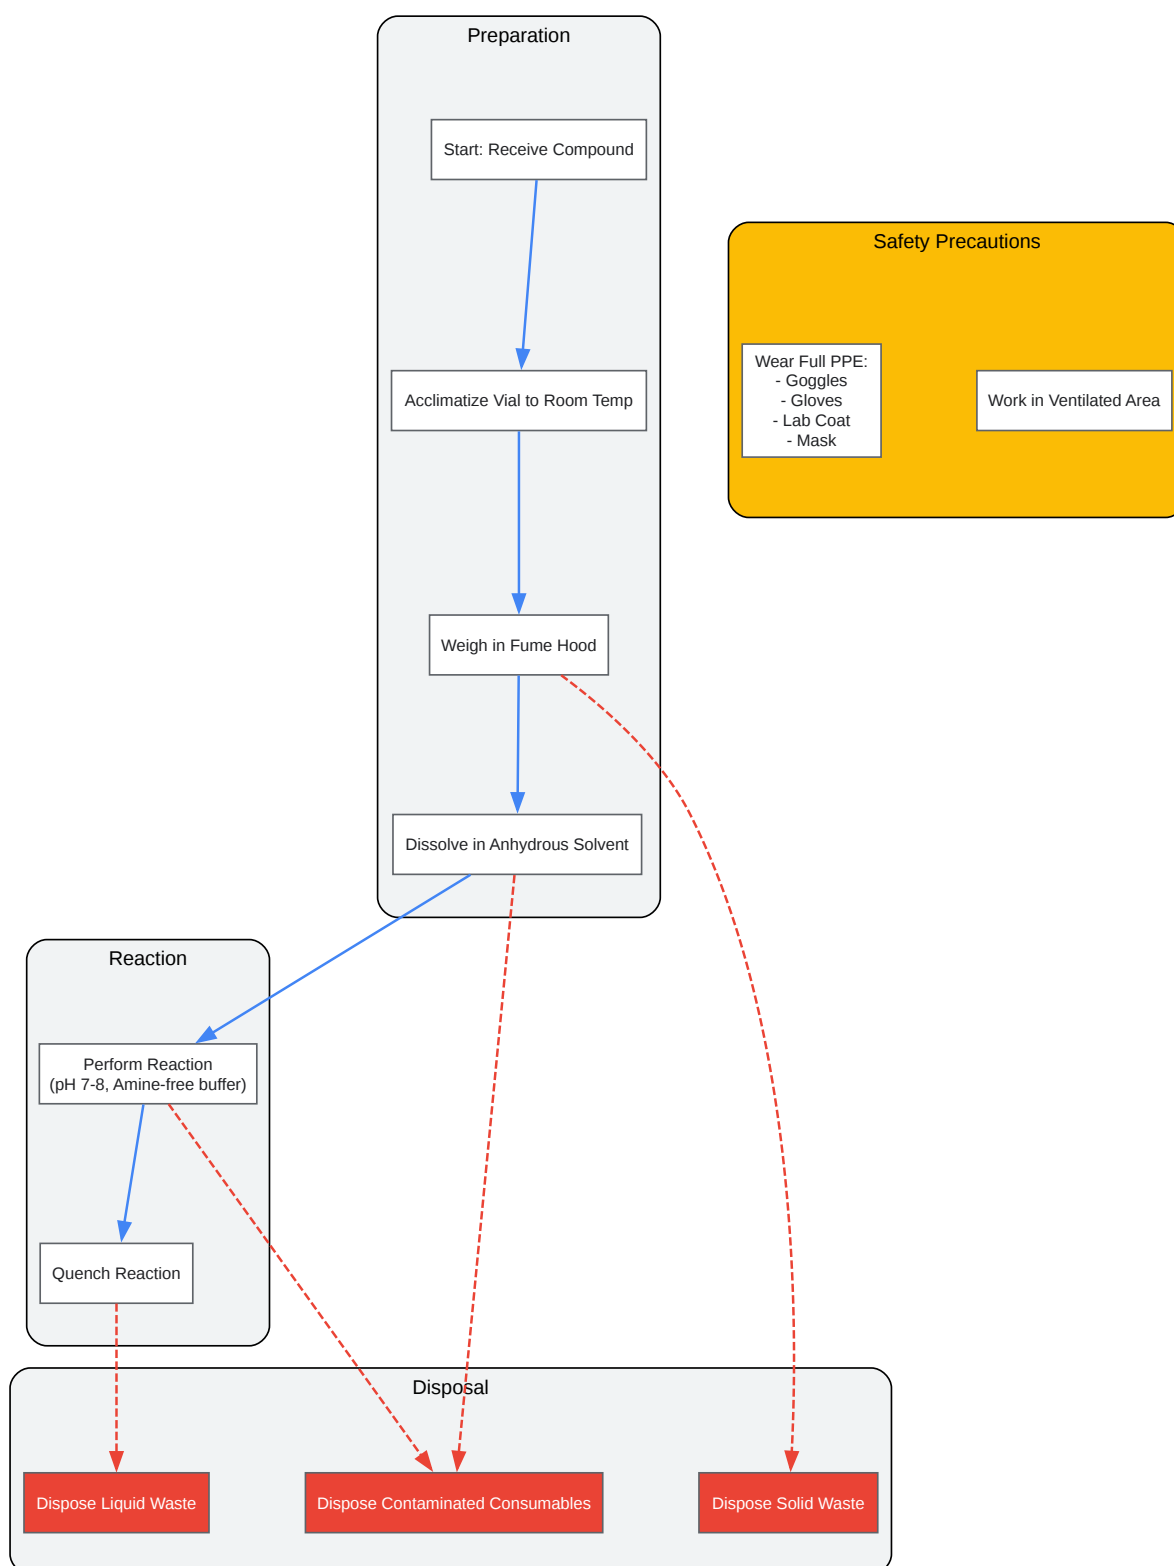 Preparation
Start: Receive Compound
Safety Precautions
Wear Full PPE:
- Goggles
- Gloves
- Lab Coat
- Mask
Work in Ventilated Area
Acclimatize Vial to Room Temp
Weigh in Fume Hood
Dissolve in Anhydrous Solvent
Reaction
Perform Reaction
(pH 7-8, Amine-free buffer)
Quench Reaction
Disposal
Dispose Liquid Waste
Dispose Contaminated Consumables
Dispose Solid Waste